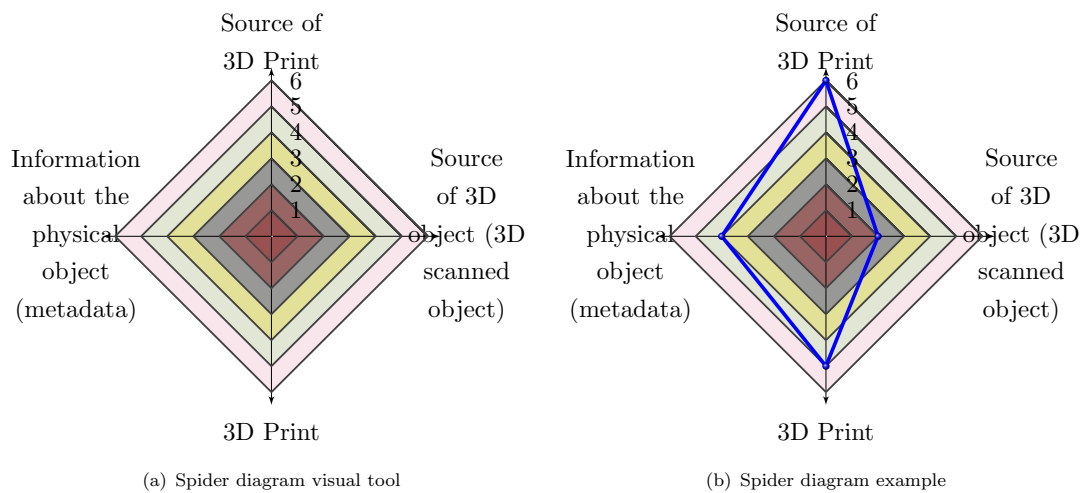 Source of
3D Print
6
5
4
3
2
1
Information
about the
physical
object
(metadata)
Source
of 3D
object (3D
scanned
object)
3D Print
(a) Spider diagram visual tool
Source of
3D Print
6
5
4
3
2
1
Information
about the
physical
object
(metadata)
Source
of 3D
object (3D
scanned
object)
3D Print
(b) Spider diagram example